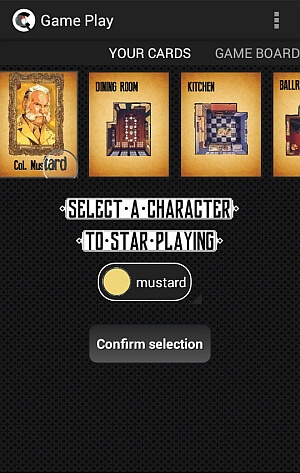 Game Play
YOUR CARDS GAME BOARD
Col. Mustard
DINING ROOM
KITCHEN
BALLR
SELECT·A·CHARACTER
TO·STAR·PLAYING
mustard
Confirm selection